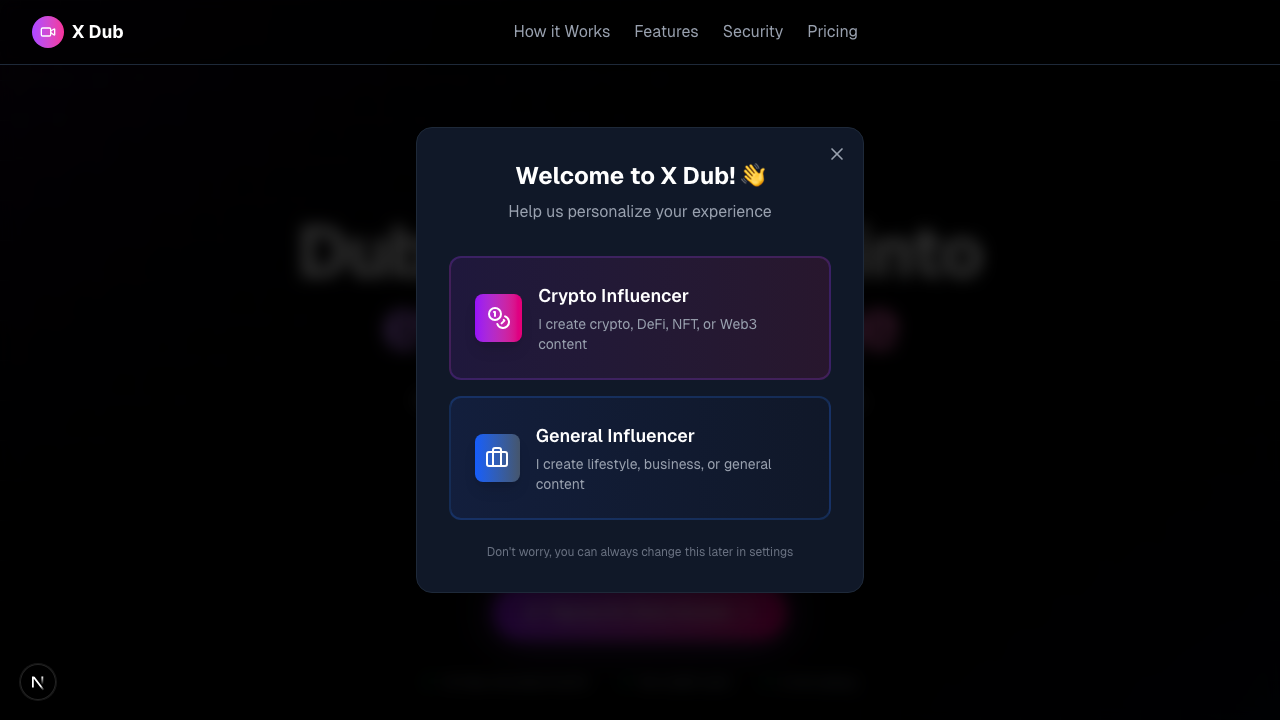 X Dub
How it Works
Features
Security
Pricing
Welcome to X Dub! 👋
Help us personalize your experience
Dub
into
Crypto Influencer
I create crypto, DeFi, NFT, or Web3
content
General Influencer
I create lifestyle, business, or general
content
Don't worry, you can always change this later in settings
N